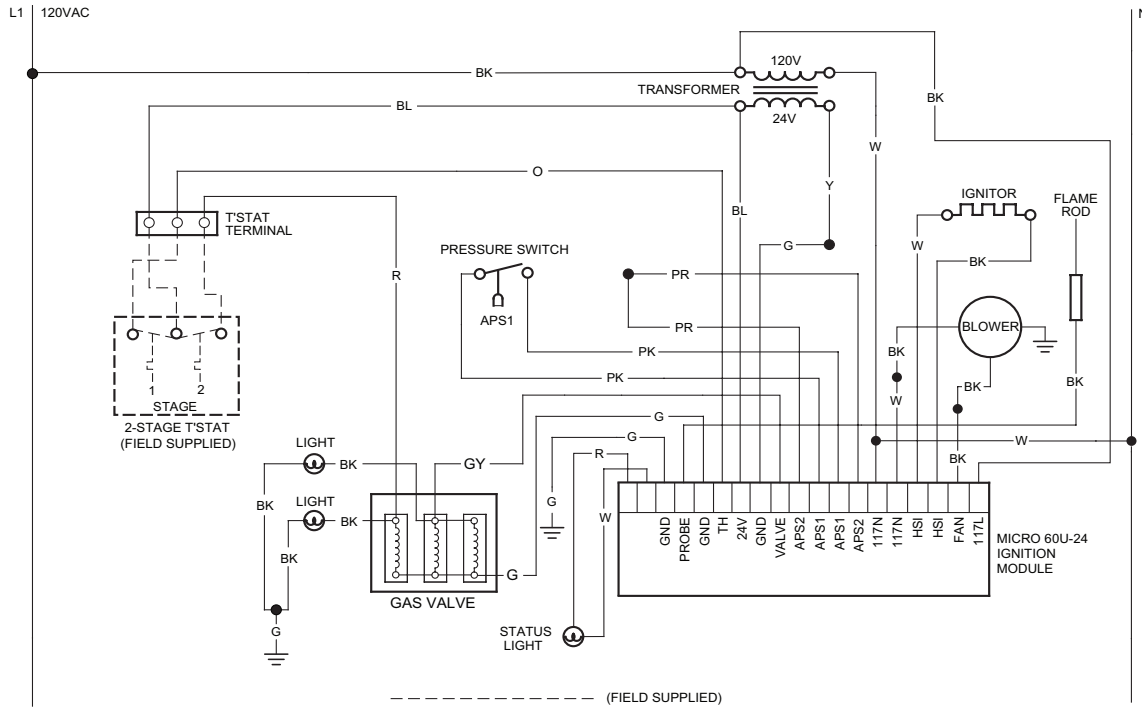 L1
120VAC
N
BK
120V
TRANSFORMER
24V
BL
BK
W
O
Y
BL
IGNITOR
FLAME
ROD
T'STAT
TERMINAL
W
BK
PRESSURE SWITCH
G
R
PR
APS1
PR
BLOWER
PK
BK
BK
BK
PK
W
1
2
STAGE
2-STAGE T'STAT
(FIELD SUPPLIED)
G
G
W
LIGHT
R
BK
GY
BK
BK
LIGHT
BK
G
W
BK
GND
PROBE
GND
TH
24V
GND
VALVE
APS2
APS1
APS1
APS2
117N
117N
HSI
HSI
FAN
117L
MICRO 60U-24
IGNITION
MODULE
G
GAS VALVE
G
STATUS
LIGHT
(FIELD SUPPLIED)